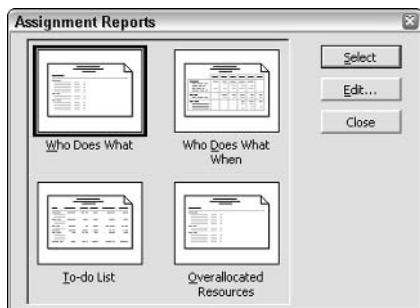 Assignment Reports
Select
Edit...
Close
Who Does What
Who Does What
When
To-do List
Overallocated
Resources